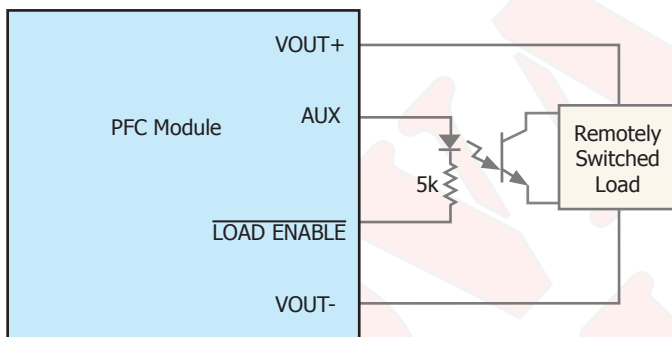 VOUT+
AUX
PFC Module
Remotely
Switched
Load
5k
LOAD ENABLE
VOUT-